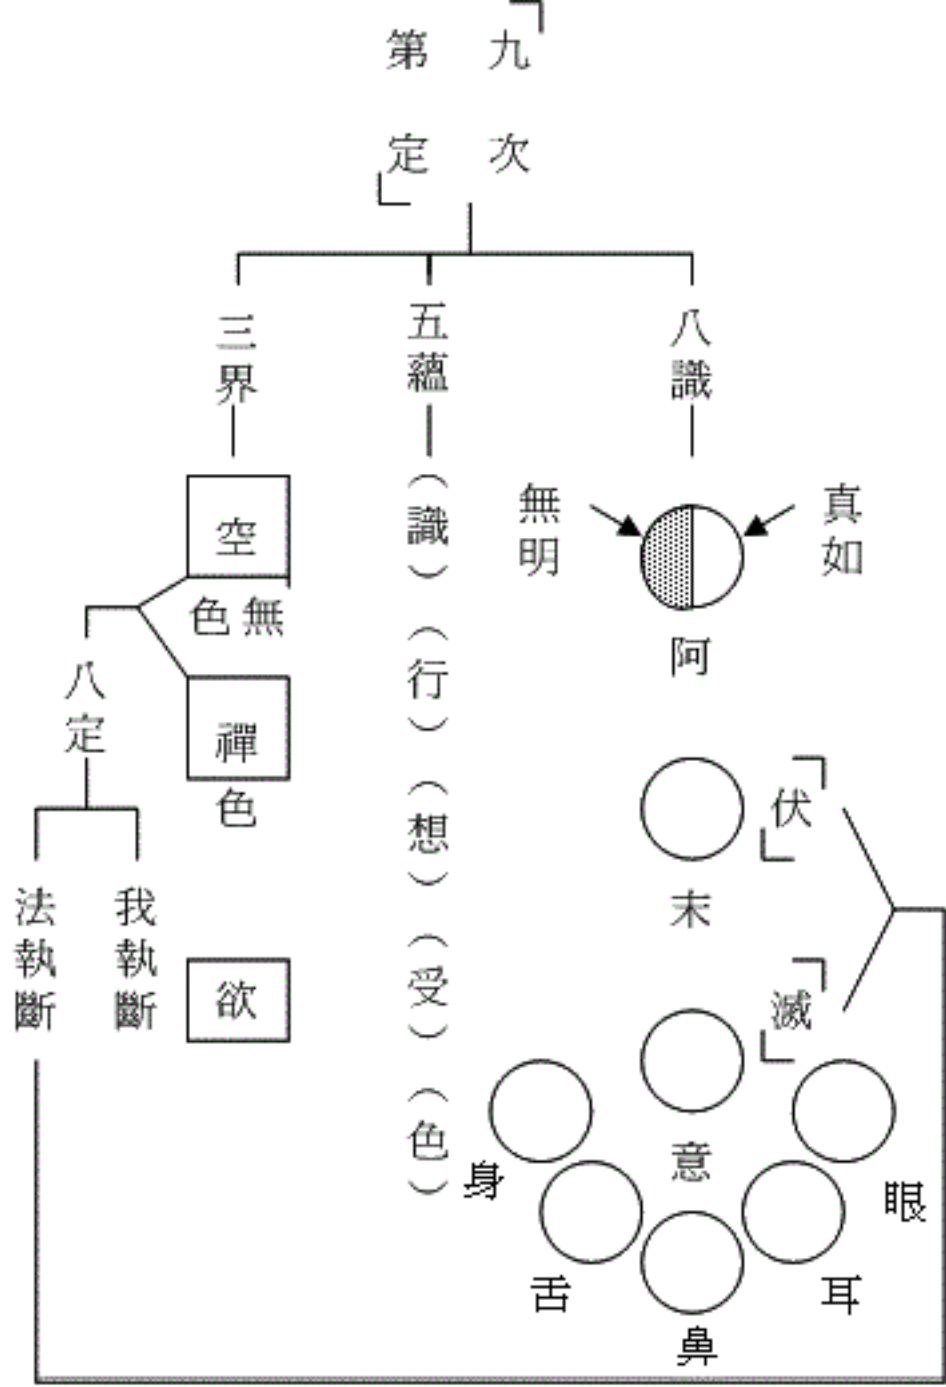 「九次
第定」
八識
真如
無明
阿
「伏」
末
「滅」
意
眼
耳
鼻
舌
身
五蘊
(識)(行)(想)(受)(色)
三界
空
無色
禪
色
欲
八定
我執斷
法執斷